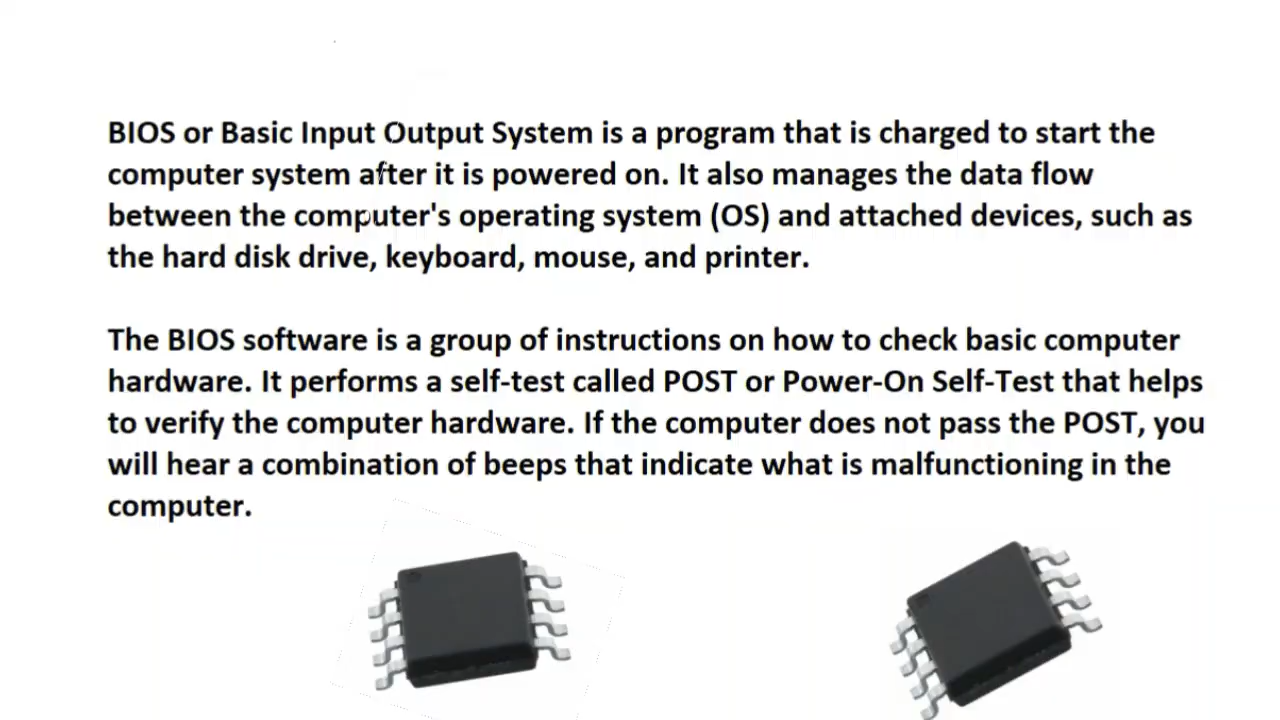 BIOS or Basic Input Output System is a program that is charged to start the
computer system after it is powered on. It also manages the data flow
between the computer's operating system (OS) and attached devices, such as
the hard disk drive, keyboard, mouse, and printer.
The BIOS software is a group of instructions on how to check basic computer
hardware. It performs a self-test called POST or Power-On Self-Test that helps
to verify the computer hardware. If the computer does not pass the POST, you
will hear a combination of beeps that indicate what is malfunctioning in the
computer.